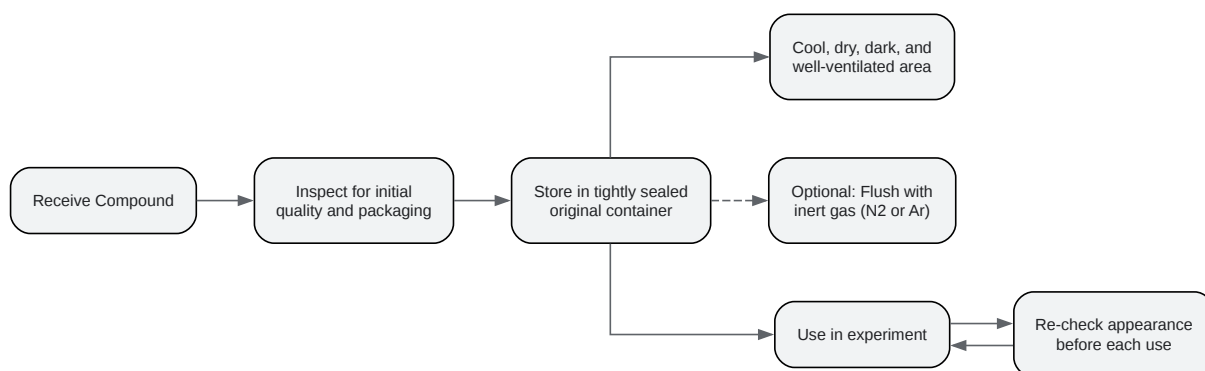 Cool, dry, dark, and
well-ventilated area
Receive Compound
Inspect for initial
quality and packaging
Store in tightly sealed
original container
Optional: Flush with
inert gas (N2 or Ar)
Use in experiment
Re-check appearance
before each use